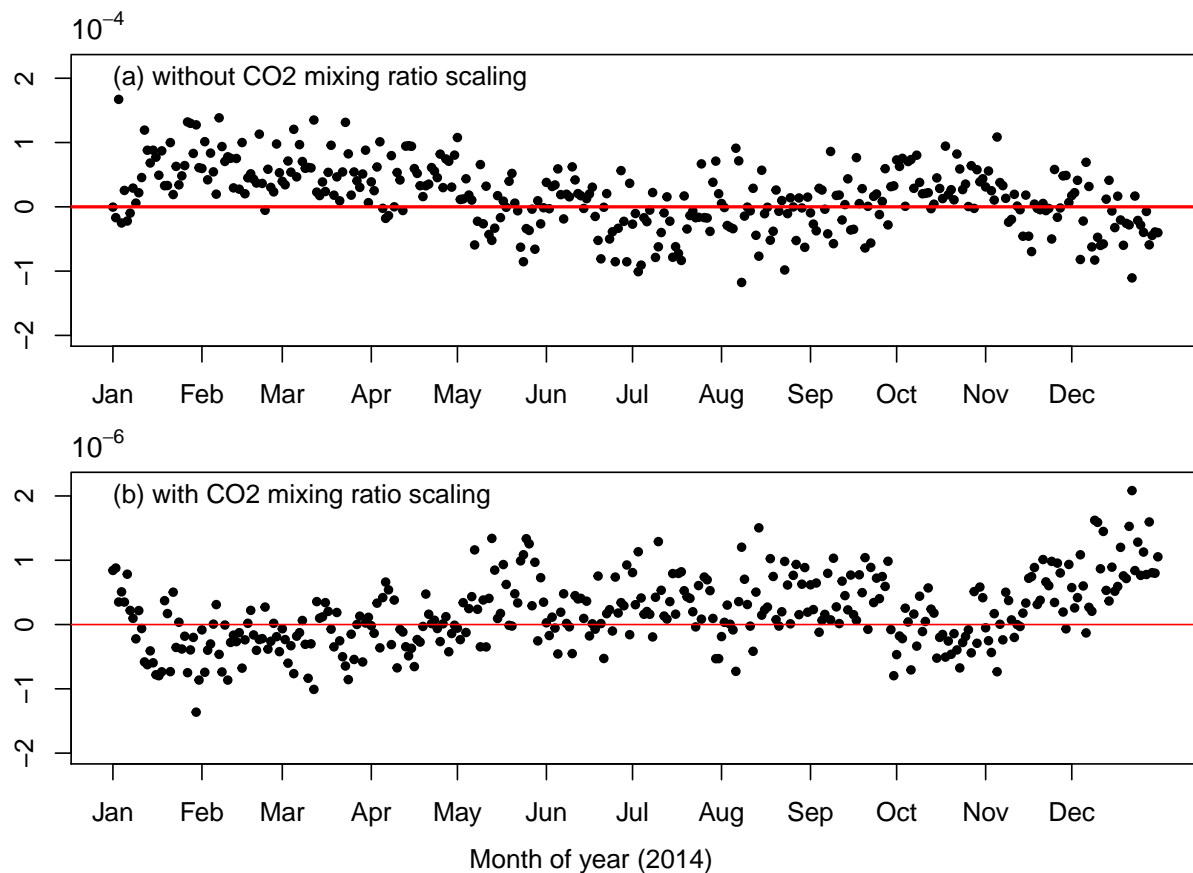 10−4
(a) without CO2 mixing ratio scaling
2
1
0
−1
−2
Jan Feb Mar Apr May Jun Jul Aug Sep Oct Nov Dec
10−6
(b) with CO2 mixing ratio scaling
2
1
0
−1
−2
Jan Feb Mar Apr May Jun Jul Aug Sep Oct Nov Dec
Month of year (2014)